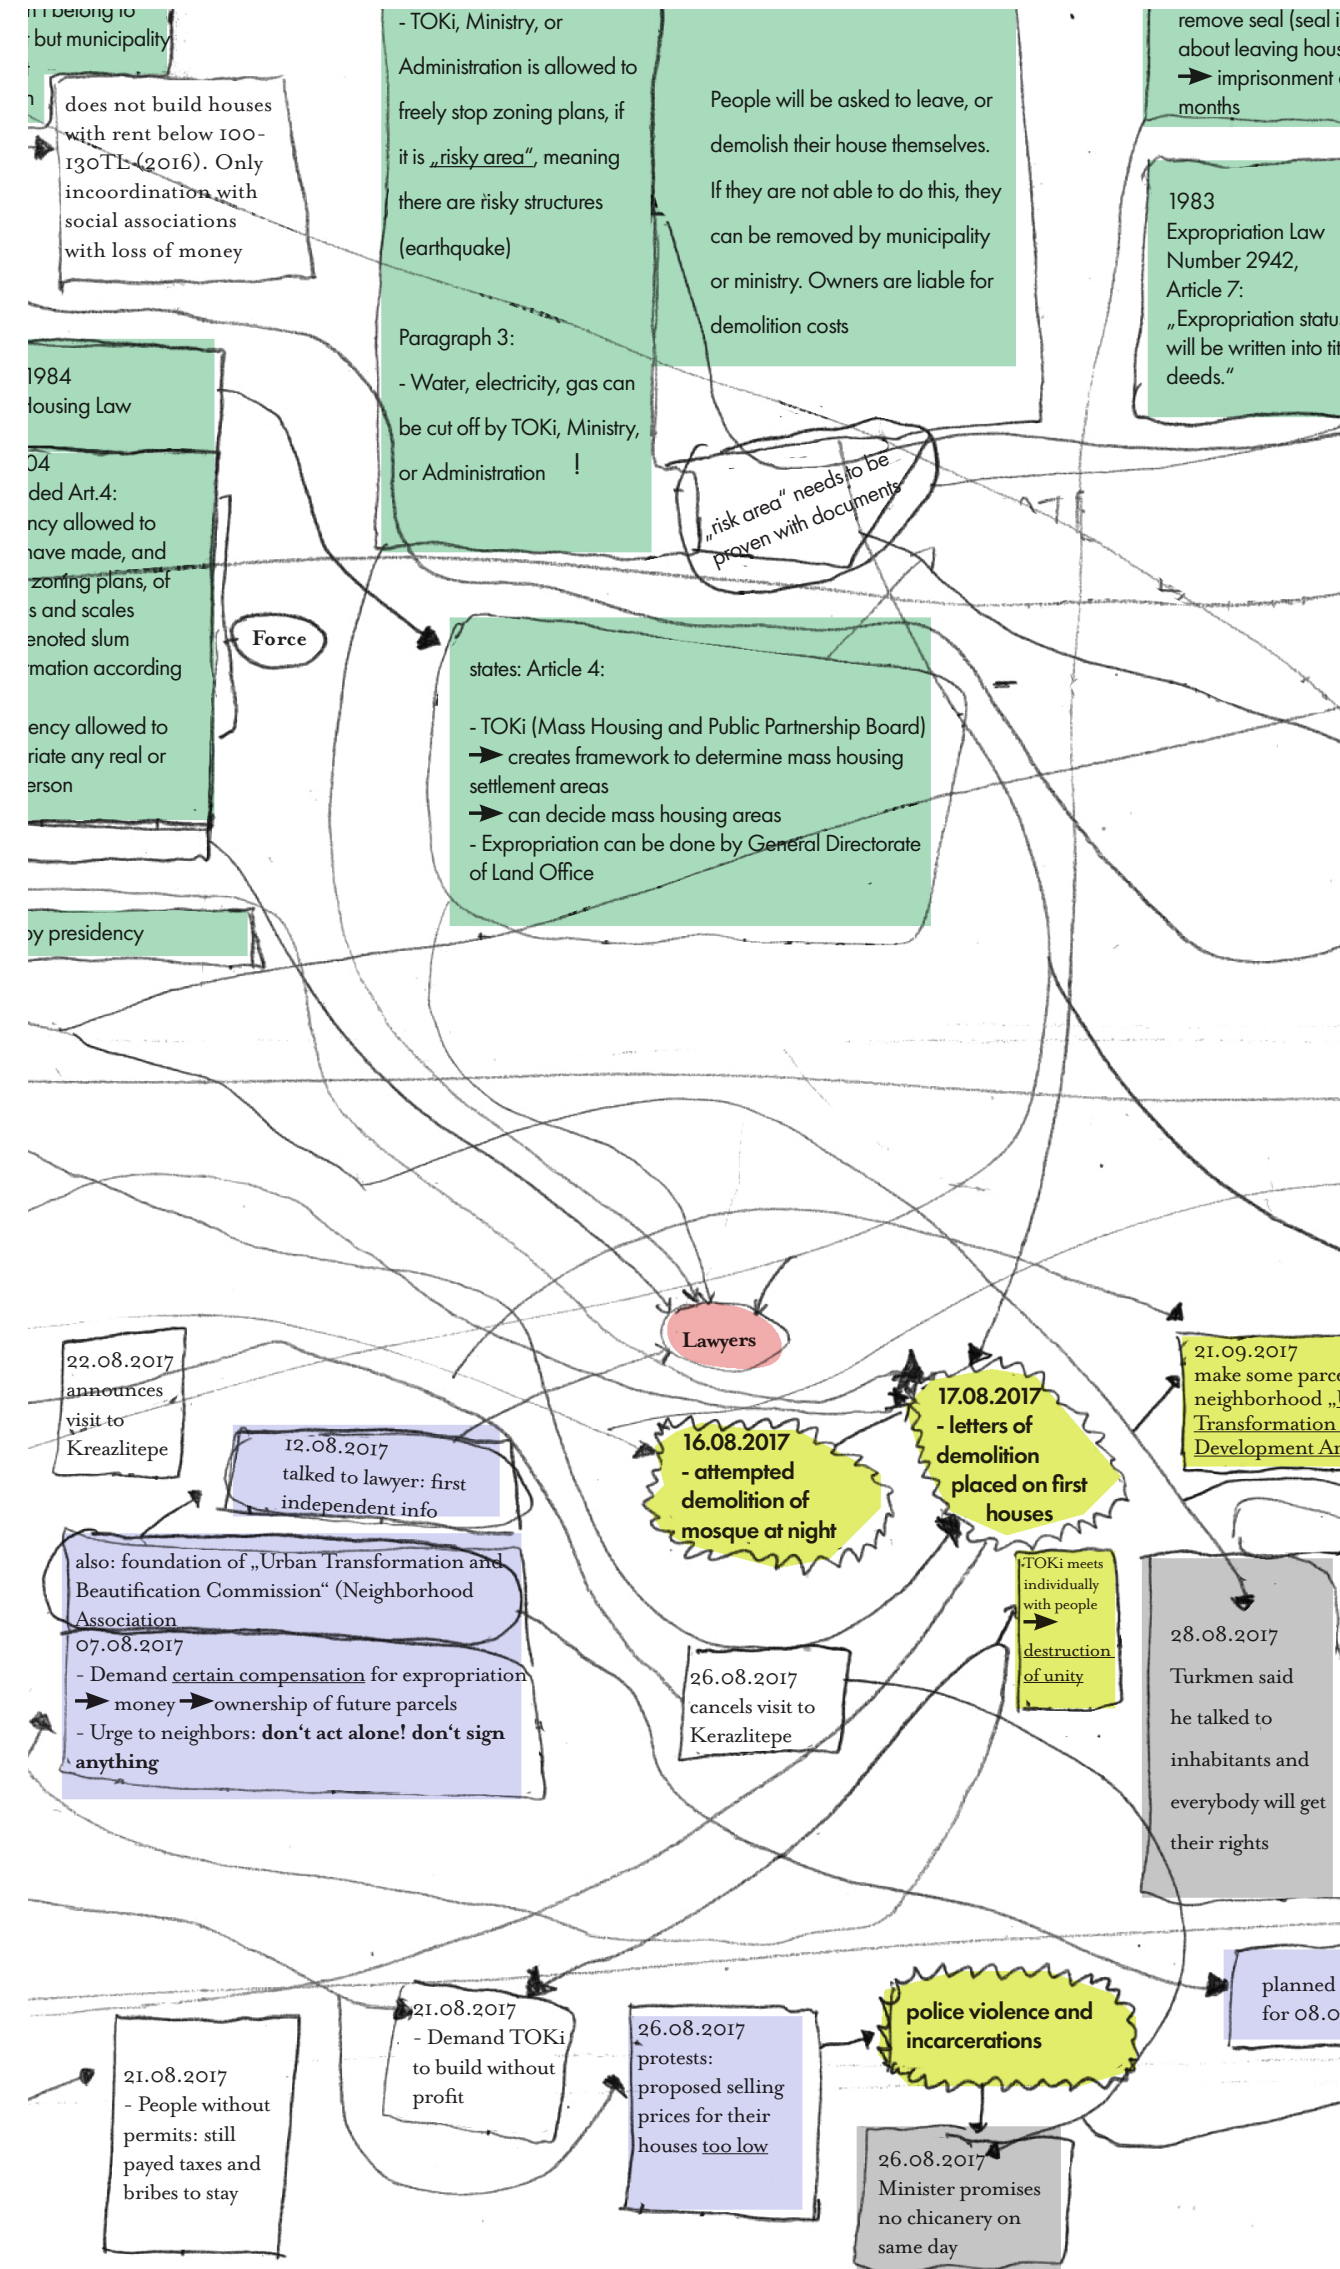 belong to
but municipality
does not build houses
with rent below 100-
130TL (2016). Only
incoordination with
social associations
with loss of money
- TOKi, Ministry, or
Administration is allowed to
freely stop zoning plans, if
it is „risky area“, meaning
there are risky structures
(earthquake)
Paragraph 3:
- Water, electricity, gas can
be cut off by TOKi, Ministry,
or Administration !
People will be asked to leave, or
demolish their house themselves.
If they are not able to do this, they
can be removed by municipality
or ministry. Owners are liable for
demolition costs
remove seal (seal i
about leaving hous
imprisonment
months
1983
Expropriation Law
Number 2942,
Article 7:
„Expropriation status
will be written into tit
deeds.“
„risk area“ needs to be
proven with documents
1984
Housing Law
04
ded Art.4:
ncy allowed to
have made, and
zoning plans, of
s and scales
enoted slum
rmation according
ency allowed to
riate any real or
erson
Force
by presidency
states: Article 4:
- TOKi (Mass Housing and Public Partnership Board)
creates framework to determine mass housing
settlement areas
can decide mass housing areas
- Expropriation can be done by General Directorate
of Land Office
Lawyers
22.08.2017
announces
visit to
Kreazlitepe
12.08.2017
talked to lawyer: first
independent info
also: foundation of „Urban Transformation and
Beautification Commission“ (Neighborhood
Association
07.08.2017
- Demand certain compensation for expropriation
money ownership of future parcels
- Urge to neighbors: don‘t act alone! don‘t sign
anything
16.08.2017
- attempted
demolition of
mosque at night
17.08.2017
- letters of
demolition
placed on first
houses
21.09.2017
make some parce
neighborhood „U
Transformation
Development Ar
TOKi meets
individually
with people
destruction
of unity
26.08.2017
cancels visit to
Kerazlitepe
28.08.2017
Turkmen said
he talked to
inhabitants and
everybody will get
their rights
planned
for 08.0
21.08.2017
- People without
permits: still
payed taxes and
bribes to stay
21.08.2017
- Demand TOKi
to build without
profit
26.08.2017
protests:
proposed selling
prices for their
houses too low
police violence and
incarcerations
26.08.2017
Minister promises
no chicanery on
same day